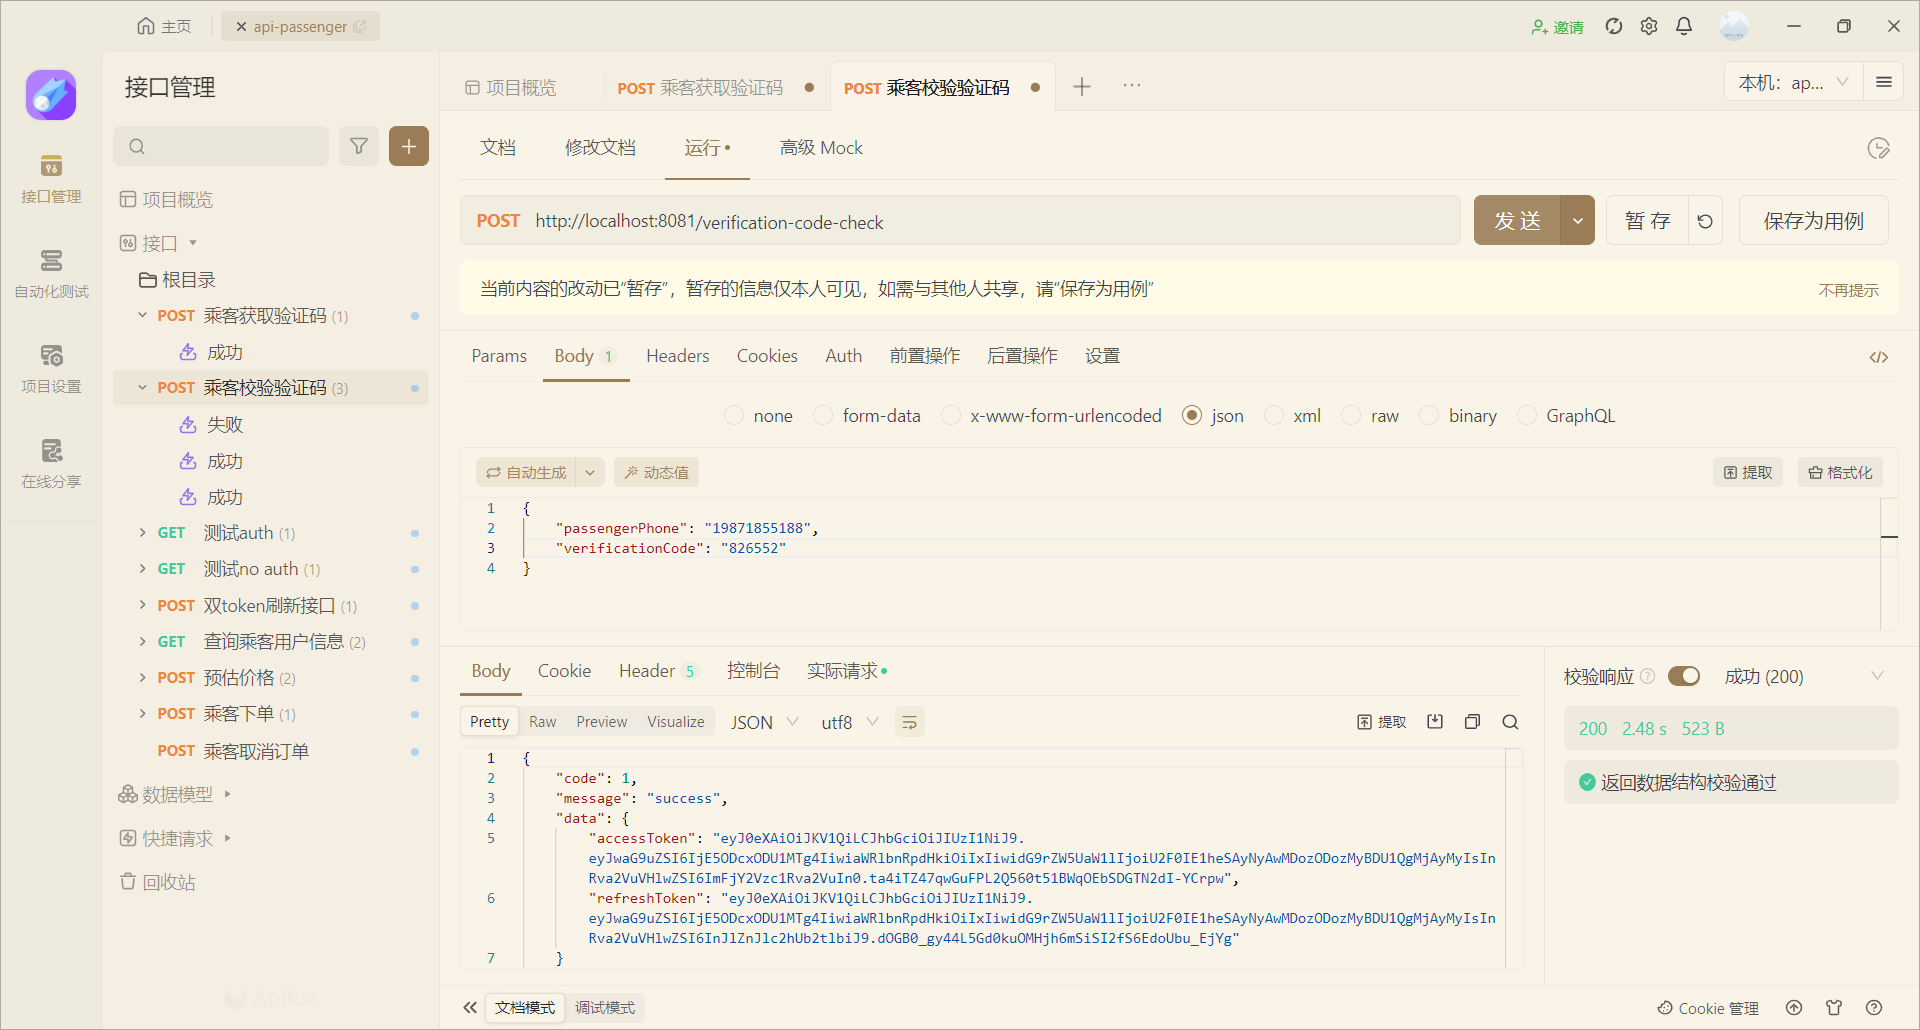 主页
api-passenger
邀请
接口管理
自动化测试
项目设置
在线分享
接口管理
项目概览
接口
根目录
POST 乘客获取验证码 (1)
成功
POST 乘客校验验证码 (3)
失败
成功
成功
GET 测试auth (1)
GET 测试no auth (1)
POST 双token刷新接口 (1)
GET 查询乘客用户信息 (2)
POST 预估价格 (2)
POST 乘客下单 (1)
POST 乘客取消订单
数据模型
快捷请求
回收站
Apifox
项目概览
POST 乘客获取验证码
POST 乘客校验验证码
本机：ap...
文档
修改文档
运行
高级 Mock
POST http://localhost:8081/verification-code-check
发 送
暂 存
保存为用例
当前内容的改动已“暂存”，暂存的信息仅本人可见，如需与其他人共享，请“保存为用例”
不再提示
Params
Body 1
Headers
Cookies
Auth
前置操作
后置操作
设置
none
form-data
x-www-form-urlencoded
json
xml
raw
binary
GraphQL
自动生成
动态值
提取
格式化
1 {
2 "passengerPhone": "19871855188",
3 "verificationCode": "826552"
4 }
Body
Cookie
Header 5
控制台
实际请求
Pretty
Raw
Preview
Visualize
JSON
utf8
提取
1 {
2 "code": 1,
3 "message": "success",
4 "data": {
5 "accessToken": "eyJ0eXAiOiJKV1QiLCJhbGciOiJIUzI1NiJ9.
eyJwaG9uZSI6IjE5ODcxODU1MTg4IiwiaWRlbnRpdHkiOiIxIiwidG9rZW5UaW1lIjoiU2F0IE1heSAyNyAwMDozODozMyBDU1QgMjAyMyIsIn
Rva2VuVHlwZSI6ImFjY2Vzc1Rva2VuIn0.ta4iTZ47qwGuFPL2Q560t51BWqOEbSDGTN2dI-YCrpw",
6 "refreshToken": "eyJ0eXAiOiJKV1QiLCJhbGciOiJIUzI1NiJ9.
eyJwaG9uZSI6IjE5ODcxODU1MTg4IiwiaWRlbnRpdHkiOiIxIiwidG9rZW5UaW1lIjoiU2F0IE1heSAyNyAwMDozODozMyBDU1QgMjAyMyIsIn
Rva2VuVHlwZSI6InJlZnJlc2hUb2tlbiJ9.dOGB0_gy44L5Gd0kuOMHjh6mSiSI2fS6EdoUbu_EjYg"
7 }
校验响应
成功 (200)
200 2.48 s 523 B
返回数据结构校验通过
文档模式
调试模式
Cookie 管理